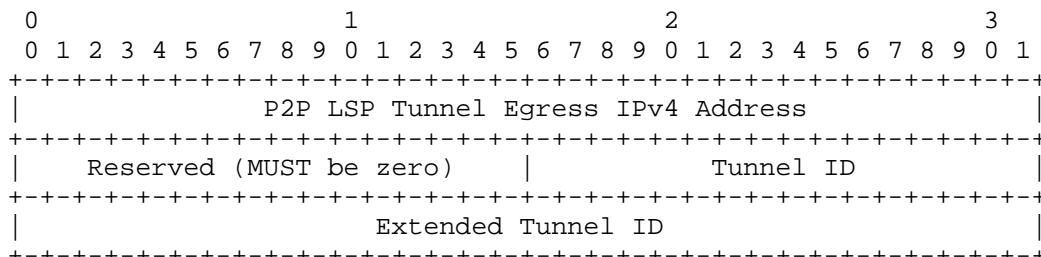 0                   1                   2                   3
 0 1 2 3 4 5 6 7 8 9 0 1 2 3 4 5 6 7 8 9 0 1 2 3 4 5 6 7 8 9 0 1
+-+-+-+-+-+-+-+-+-+-+-+-+-+-+-+-+-+-+-+-+-+-+-+-+-+-+-+-+-+-+-+-+
|               P2P LSP Tunnel Egress IPv4 Address              |
+-+-+-+-+-+-+-+-+-+-+-+-+-+-+-+-+-+-+-+-+-+-+-+-+-+-+-+-+-+-+-+-+
|    Reserved (MUST be zero)    |           Tunnel ID           |
+-+-+-+-+-+-+-+-+-+-+-+-+-+-+-+-+-+-+-+-+-+-+-+-+-+-+-+-+-+-+-+-+
|                      Extended Tunnel ID                       |
+-+-+-+-+-+-+-+-+-+-+-+-+-+-+-+-+-+-+-+-+-+-+-+-+-+-+-+-+-+-+-+-+